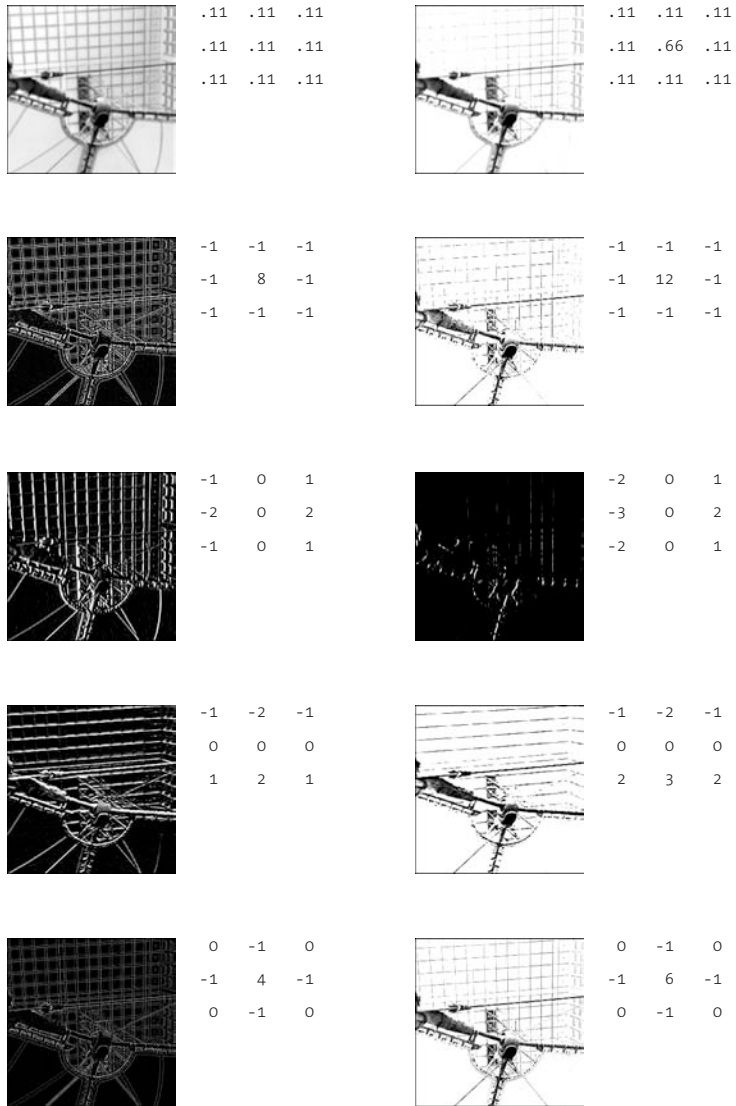 .11 .11 .11 .11 .11 .11
.11 .11 .11 .11 .66 .11
.11 .11 .11 .11 .11 .11
-1 -1 -1 -1 -1 -1
-1 8 -1 -1 12 -1
-1 -1 -1 -1 -1 -1
-1 0 1 -2 0 1
-2 0 2 -3 0 2
-1 0 1 -2 0 1
-1 -2 -1 -1 -2 -1
0 0 0 0 0 0
1 2 1 2 3 2
0 -1 0 0 -1 0
-1 4 -1 -1 6 -1
0 -1 0 0 -1 0